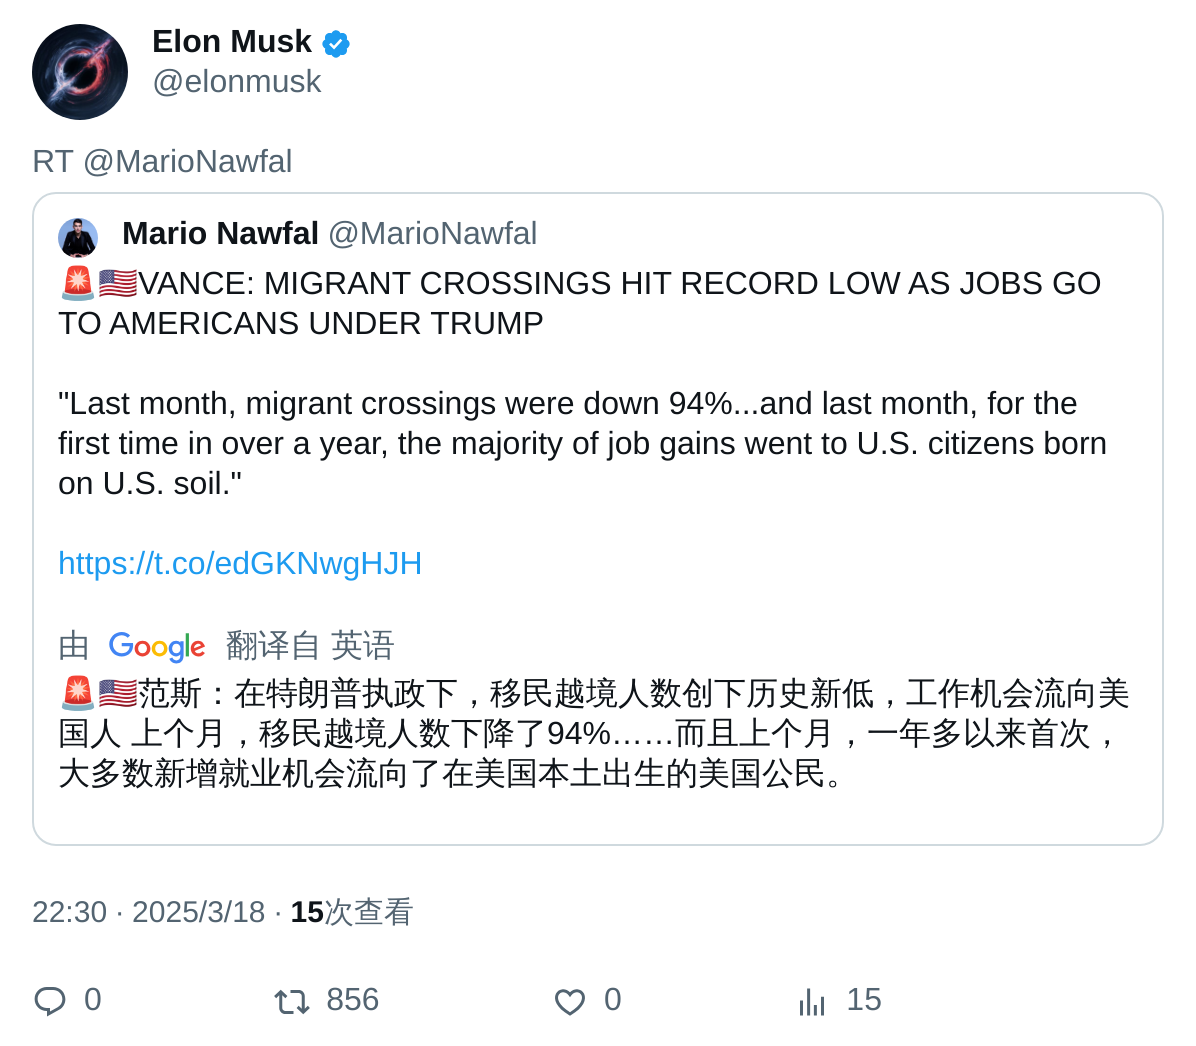 Elon Musk
@elonmusk
RT @MarioNawfal
Mario Nawfal @MarioNawfal
🚨🇺🇸VANCE: MIGRANT CROSSINGS HIT RECORD LOW AS JOBS GO
TO AMERICANS UNDER TRUMP
"Last month, migrant crossings were down 94%...and last month, for the
first time in over a year, the majority of job gains went to U.S. citizens born
on U.S. soil."
https://t.co/edGKNwgHJH
由 Google 翻译自 英语
🚨🇺🇸范斯：在特朗普执政下，移民越境人数创下历史新低，工作机会流向美
国人 上个月，移民越境人数下降了94%……而且上个月，一年多以来首次，
大多数新增就业机会流向了在美国本土出生的美国公民。
22:30 · 2025/3/18 · 15次查看
0 856 0 15